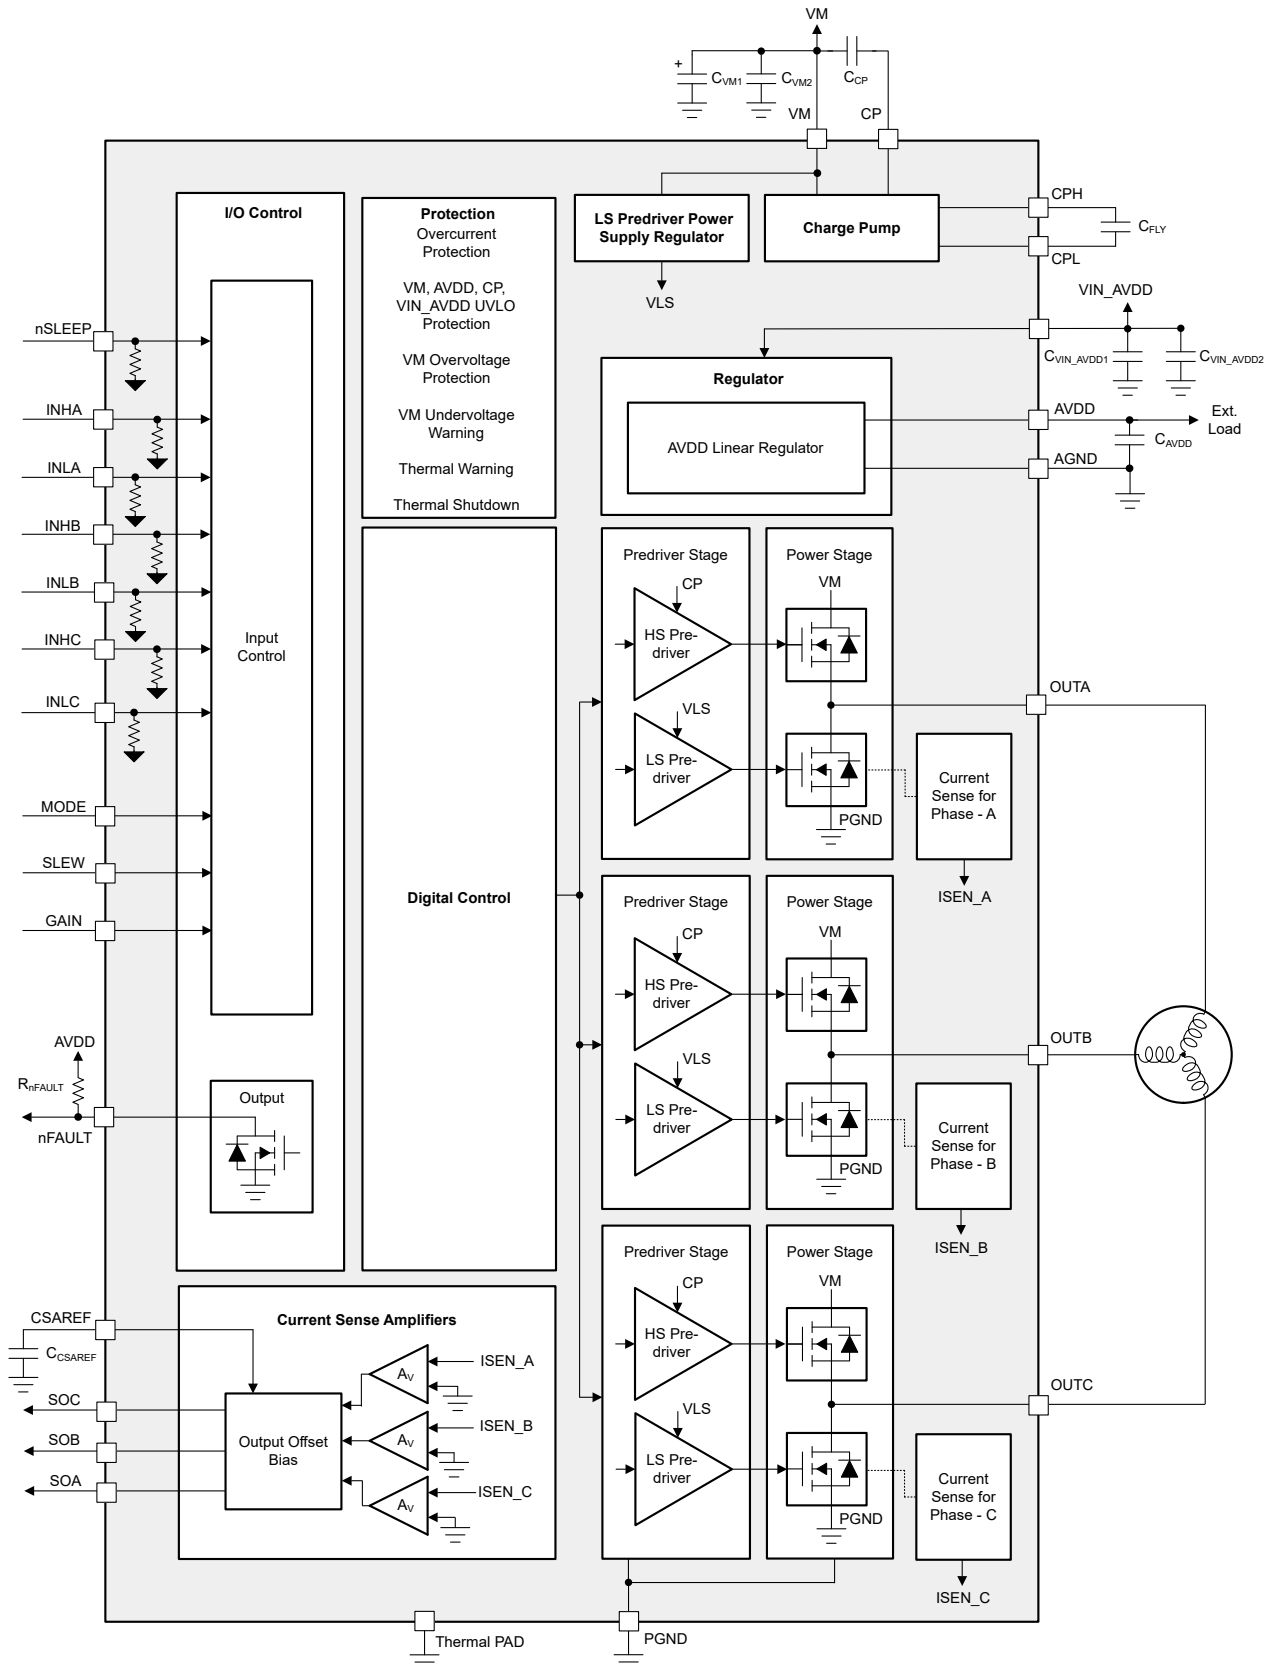 VM
+
CVM1
CVM2
CCP
VM
CP
I/O Control
Protection
Overcurrent
Protection
VM, AVDD, CP,
VIN_AVDD UVLO
Protection
VM Overvoltage
Protection
VM Undervoltage
Warning
Thermal Warning
Thermal Shutdown
LS Predriver Power
Supply Regulator
VLS
Charge Pump
CPH
CFLY
CPL
VIN_AVDD
CVIN_AVDD1
CVIN_AVDD2
Regulator
AVDD Linear Regulator
AVDD
Ext.
Load
CAVDD
AGND
nSLEEP
INHA
INLA
INHB
INLB
INHC
INLC
MODE
SLEW
GAIN
Input
Control
AVDD
RnFAULT
nFAULT
Output
Digital Control
Predriver Stage
CP
HS Pre-
driver
VLS
LS Pre-
driver
Power Stage
VM
PGND
OUTA
Current
Sense for
Phase - A
ISEN_A
Predriver Stage
CP
HS Pre-
driver
VLS
LS Pre-
driver
Power Stage
VM
PGND
OUTB
Current
Sense for
Phase - B
ISEN_B
Predriver Stage
CP
HS Pre-
driver
VLS
LS Pre-
driver
Power Stage
VM
PGND
OUTC
Current
Sense for
Phase - C
ISEN_C
CSAREF
CCSAREF
SOC
SOB
SOA
Current Sense Amplifiers
Output Offset
Bias
AV
ISEN_A
AV
ISEN_B
AV
ISEN_C
Thermal PAD
PGND